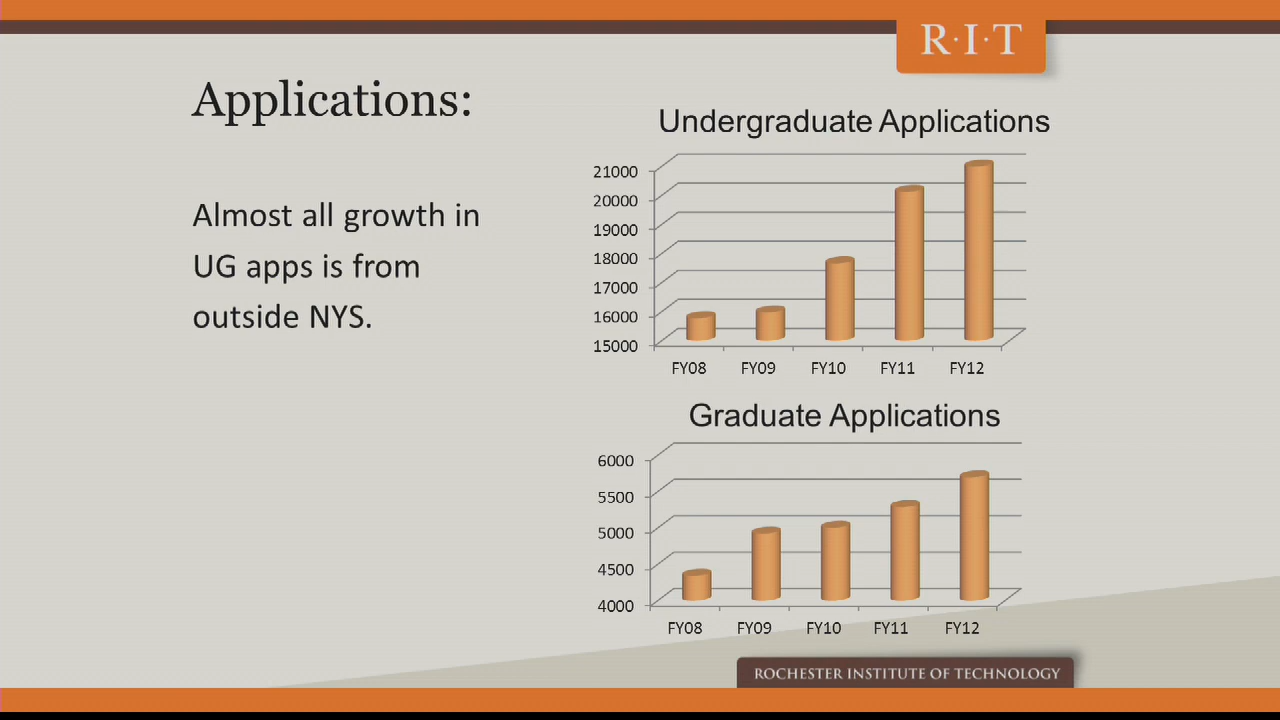 R·I·T
Applications:
Almost all growth in
UG apps is from
outside NYS.
Undergraduate Applications
21000
20000
19000
18000
17000
16000
15000
FY08 FY09 FY10 FY11 FY12
Graduate Applications
6000
5500
5000
4500
4000
FY08 FY09 FY10 FY11 FY12
ROCHESTER INSTITUTE OF TECHNOLOGY